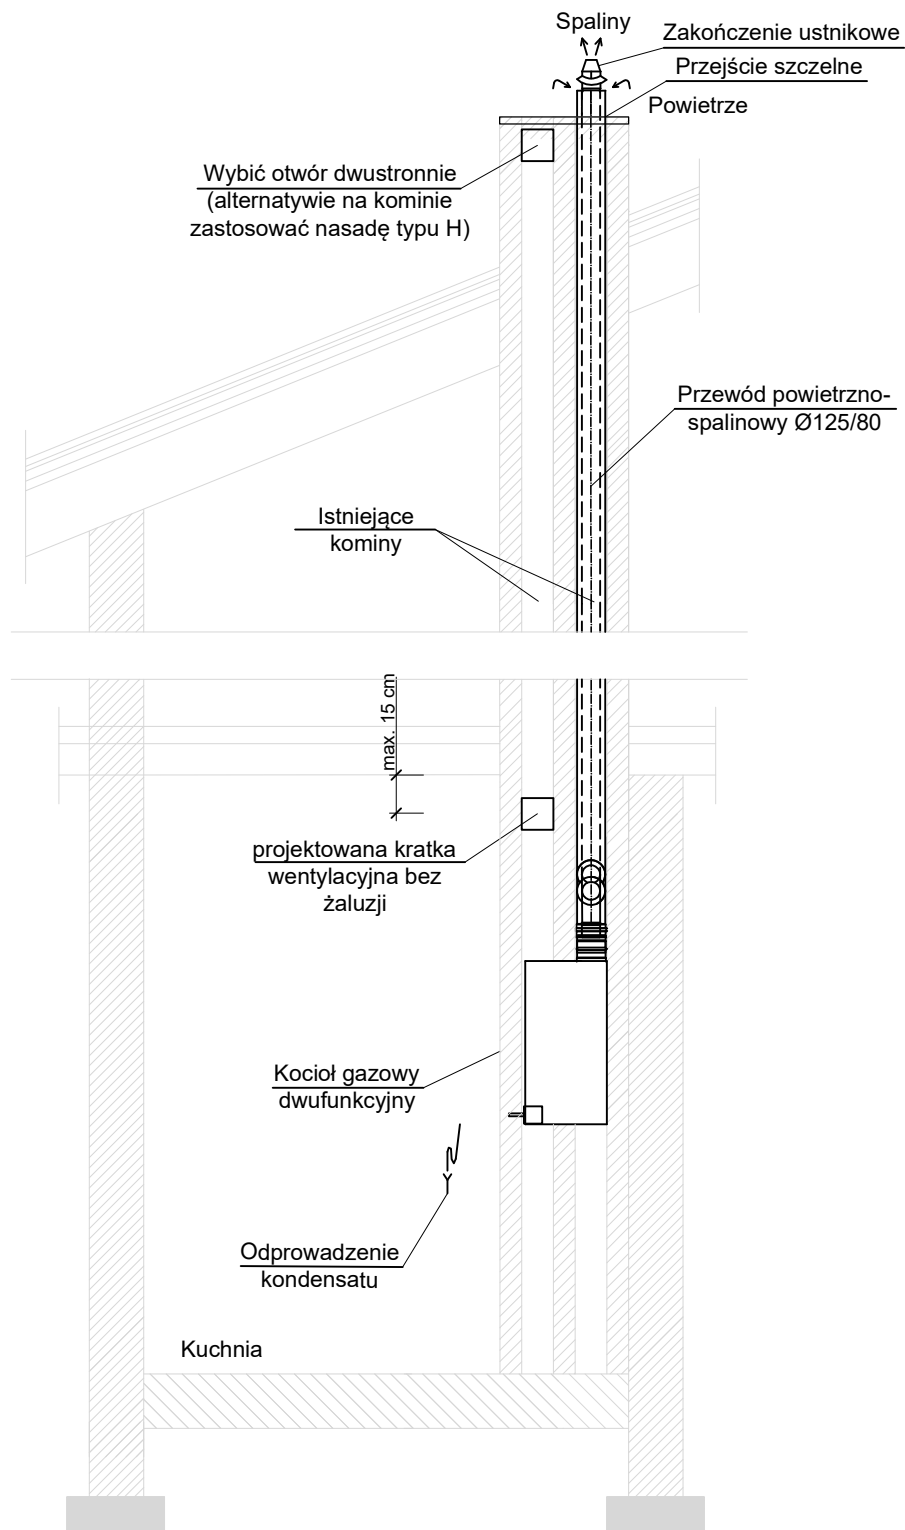 Spaliny
Zakończenie ustnikowe
Przejście szczelne
Powietrze
Wybić otwór dwustronnie
(alternatywie na kominie
zastosować nasadę typu H)
Przewód powietrzno-
spalinowy Ø125/80
Istniejące
kominy
max. 15 cm
projektowana kratka
wentylacyjna bez
żaluzji
Kocioł gazowy
dwufunkcyjny
Odprowadzenie
kondensatu
Kuchnia